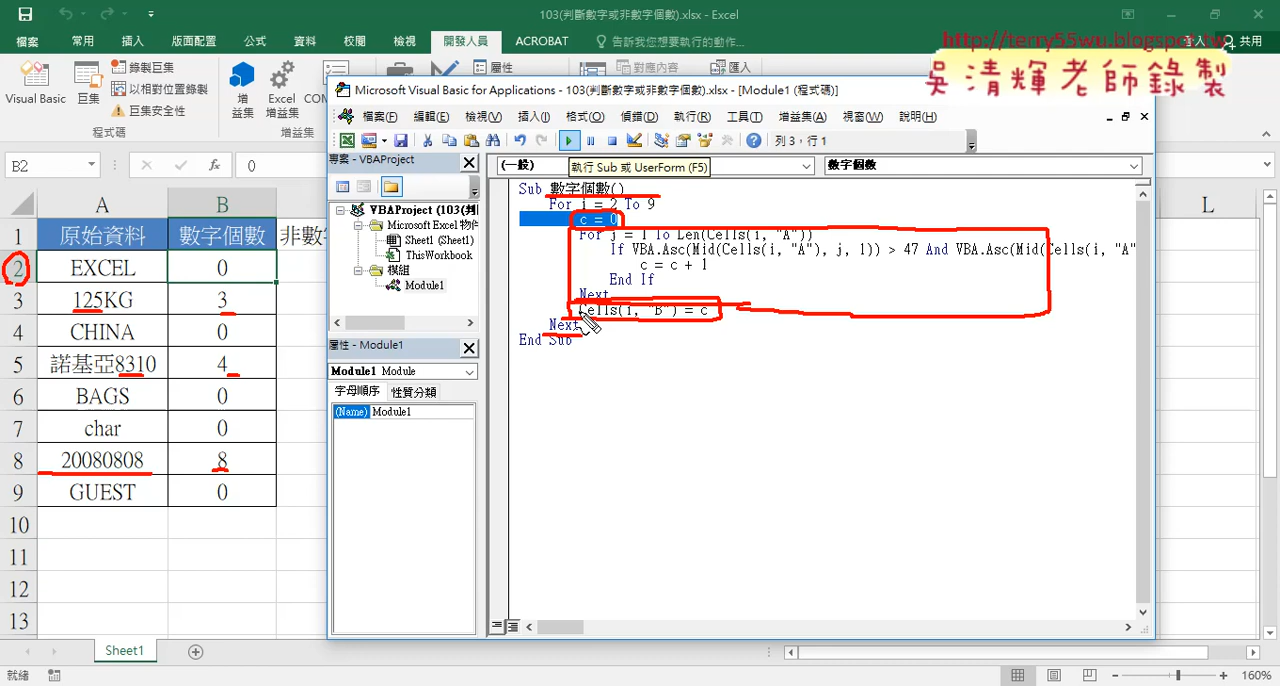 103(判斷數字或非數字個數).xlsx - Excel
檔案 常用 插入 版面配置 公式 資料 校閱 檢視 開發人員 ACROBAT 告訴我您想要執行的動作... 登入 共用
http://terry55wu.blogspot.tw
吳清輝老師錄製
Visual Basic 巨集 錄製巨集
以相對位置錄製
巨集安全性
增益集 Excel 增益集 COM
屬性 對應內容 匯入
程式碼 增益集
B2 fx 0
A B L
1 原始資料 數字個數 非數
2 EXCEL 0
3 125KG 3
4 CHINA 0
5 諾基亞8310 4
6 BAGS 0
7 char 0
8 20080808 8
9 GUEST 0
10
11
12
13
Microsoft Visual Basic for Applications - 103(判斷數字或非數字個數).xlsx - [Module1 (程式碼)]
檔案(F) 編輯(E) 檢視(V) 插入(I) 格式(O) 偵錯(D) 執行(R) 工具(T) 增益集(A) 視窗(W) 說明(H)
列 3，行 1
專案 - VBAProject
執行 Sub 或 UserForm (F5)
VBAProject (103(判
Microsoft Excel 物件
Sheet1 (Sheet1)
ThisWorkbook
模組
Module1
屬性 - Module1
Module1 Module
字母順序 性質分類
(Name) Module1
(一般) 數字個數
Sub 數字個數()
For i = 2 To 9
c = 0
For j = 1 To Len(Cells(i, "A"))
If VBA.Asc(Mid(Cells(i, "A"), j, 1)) > 47 And VBA.Asc(Mid(Cells(i, "A"
c = c + 1
End If
Next
Cells(i, "B") = c
Next
End Sub
Sheet1
就緒 160%